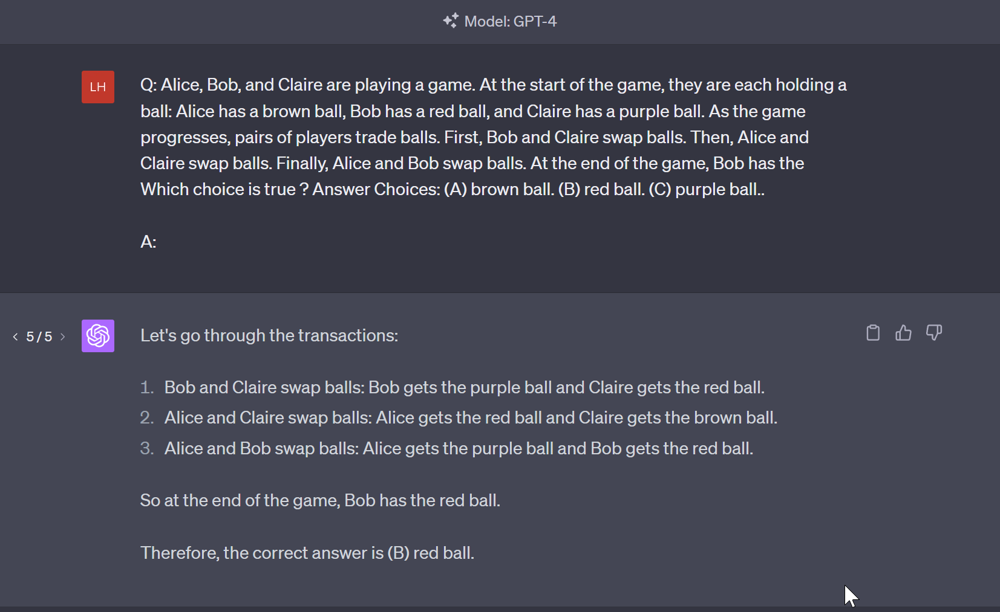 Model: GPT-4
LH
Q: Alice, Bob, and Claire are playing a game. At the start of the game, they are each holding a
ball: Alice has a brown ball, Bob has a red ball, and Claire has a purple ball. As the game
progresses, pairs of players trade balls. First, Bob and Claire swap balls. Then, Alice and
Claire swap balls. Finally, Alice and Bob swap balls. At the end of the game, Bob has the
Which choice is true ? Answer Choices: (A) brown ball. (B) red ball. (C) purple ball..
A:
< 5 / 5 >
Let's go through the transactions:
1. Bob and Claire swap balls: Bob gets the purple ball and Claire gets the red ball.
2. Alice and Claire swap balls: Alice gets the red ball and Claire gets the brown ball.
3. Alice and Bob swap balls: Alice gets the purple ball and Bob gets the red ball.
So at the end of the game, Bob has the red ball.
Therefore, the correct answer is (B) red ball.